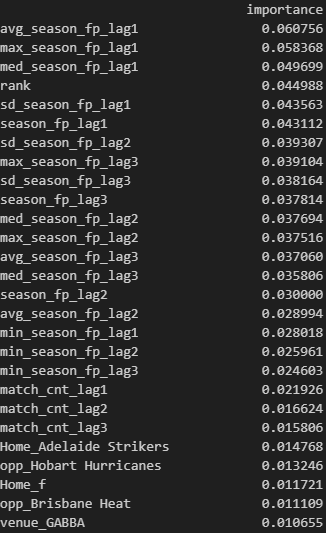 importance
avg_season_fp_lag1 0.060756
max_season_fp_lag1 0.058368
med_season_fp_lag1 0.049699
rank 0.044988
sd_season_fp_lag1 0.043563
season_fp_lag1 0.043112
sd_season_fp_lag2 0.039307
max_season_fp_lag3 0.039104
sd_season_fp_lag3 0.038164
season_fp_lag3 0.037814
med_season_fp_lag2 0.037694
max_season_fp_lag2 0.037516
avg_season_fp_lag3 0.037060
med_season_fp_lag3 0.035806
season_fp_lag2 0.030000
avg_season_fp_lag2 0.028994
min_season_fp_lag1 0.028018
min_season_fp_lag2 0.025961
min_season_fp_lag3 0.024603
match_cnt_lag1 0.021926
match_cnt_lag2 0.016624
match_cnt_lag3 0.015806
Home_Adelaide Strikers 0.014768
opp_Hobart Hurricanes 0.013246
Home_f 0.011721
opp_Brisbane Heat 0.011109
venue_GABBA 0.010655